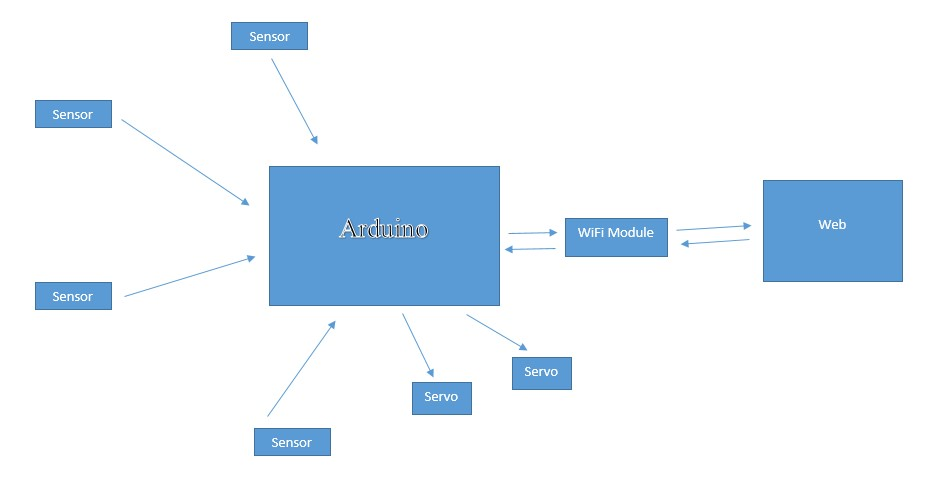 Sensor
Sensor
Arduino
WiFi Module
Web
Sensor
Servo
Servo
Sensor